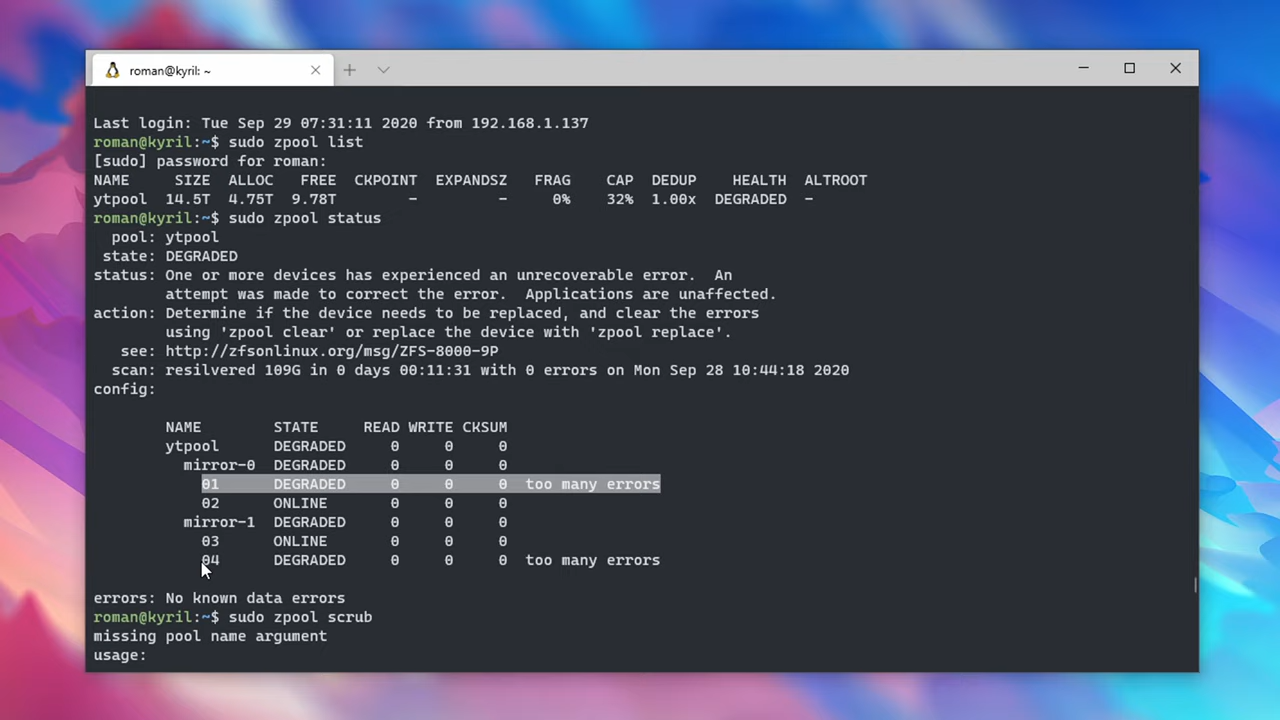 roman@kyril: ~
Last login: Tue Sep 29 07:31:11 2020 from 192.168.1.137
roman@kyril:~$ sudo zpool list
[sudo] password for roman:
NAME SIZE ALLOC FREE CKPOINT EXPANDSZ FRAG CAP DEDUP HEALTH ALTROOT
ytpool 14.5T 4.75T 9.78T - - 0% 32% 1.00x DEGRADED -
roman@kyril:~$ sudo zpool status
pool: ytpool
state: DEGRADED
status: One or more devices has experienced an unrecoverable error. An
attempt was made to correct the error. Applications are unaffected.
action: Determine if the device needs to be replaced, and clear the errors
using 'zpool clear' or replace the device with 'zpool replace'.
see: http://zfsonlinux.org/msg/ZFS-8000-9P
scan: resilvered 109G in 0 days 00:11:31 with 0 errors on Mon Sep 28 10:44:18 2020
config:
NAME STATE READ WRITE CKSUM
ytpool DEGRADED 0 0 0
mirror-0 DEGRADED 0 0 0
01 DEGRADED 0 0 0 too many errors
02 ONLINE 0 0 0
mirror-1 DEGRADED 0 0 0
03 ONLINE 0 0 0
04 DEGRADED 0 0 0 too many errors
errors: No known data errors
roman@kyril:~$ sudo zpool scrub
missing pool name argument
usage: